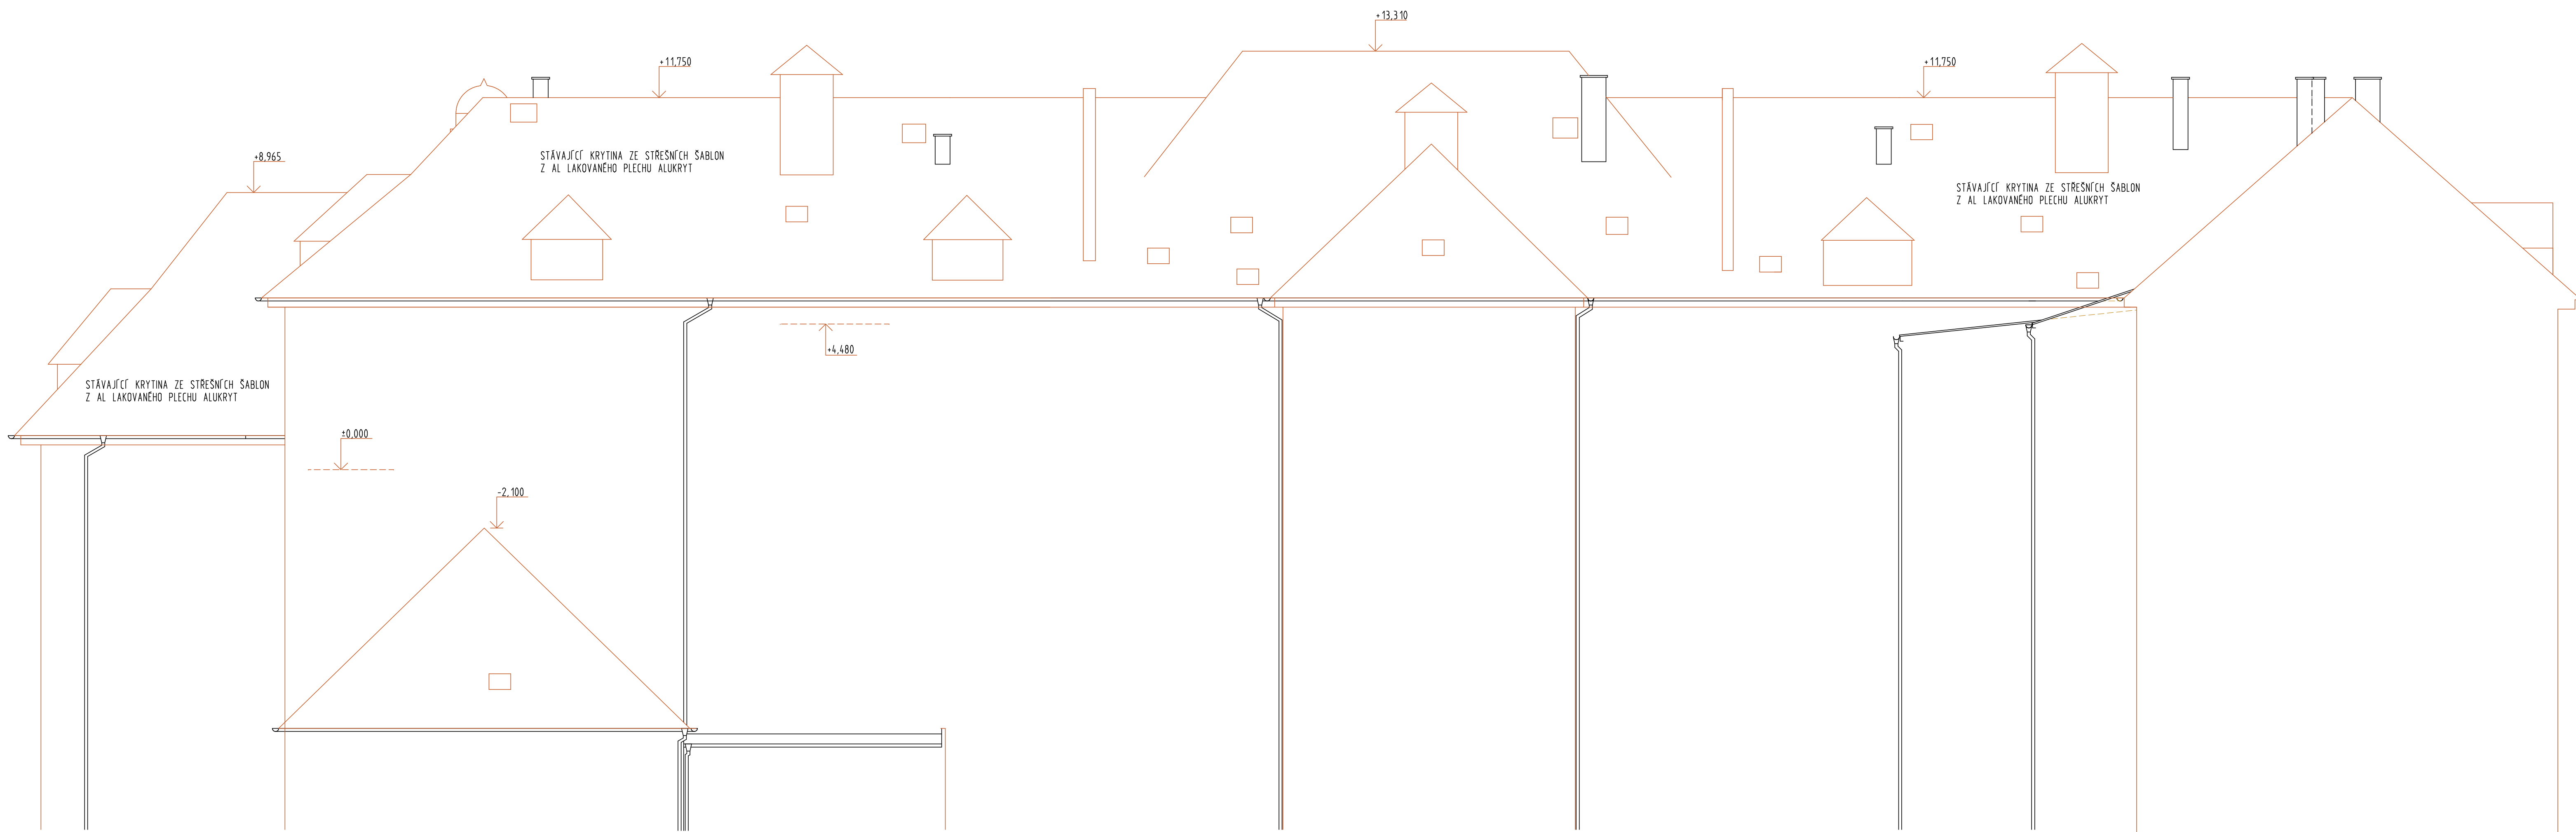 +13,310
+11,750
+11,750
+8,965
STÁVAJÍCÍ KRYTINA ZE STŘEŠNÍCH ŠABLON
Z AL LAKOVANÉHO PLECHU ALUKRYT
STÁVAJÍCÍ KRYTINA ZE STŘEŠNÍCH ŠABLON
Z AL LAKOVANÉHO PLECHU ALUKRYT
+4,480
STÁVAJÍCÍ KRYTINA ZE STŘEŠNÍCH ŠABLON
Z AL LAKOVANÉHO PLECHU ALUKRYT
±0,000
-2,100